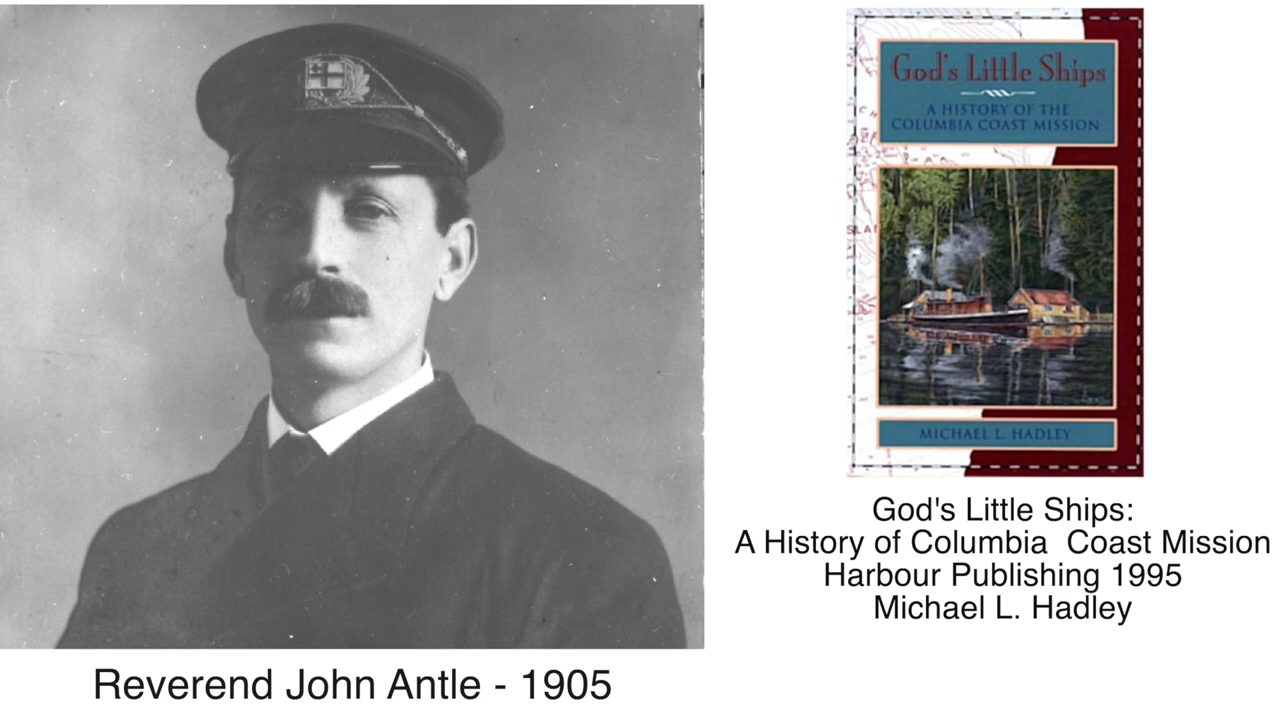 God's Little Ships
A HISTORY OF THE
COLUMBIA COAST MISSION
MICHAEL L. HADLEY
God's Little Ships:
A History of Columbia  Coast Mission
Harbour Publishing 1995
Michael L. Hadley
Reverend John Antle - 1905